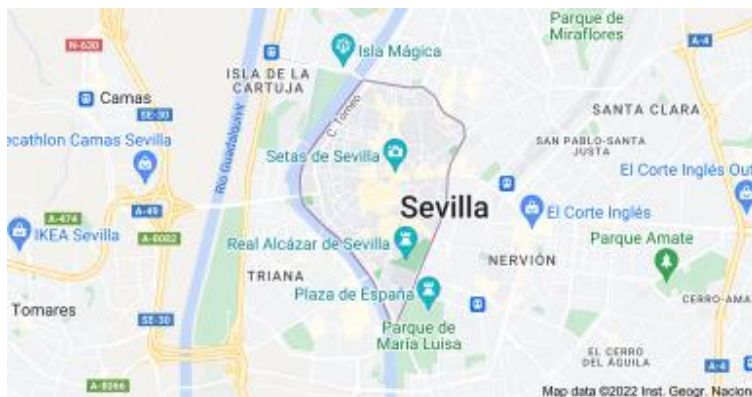 Parque de
Miraflores
N-630
Isla Mágica
A-4
ISLA DE LA
CARTUJA
Camas
SE-30
C. Torneo
SANTA CLARA
Río Guadalquivir
ecathlon Camas Sevilla
Setas de Sevilla
SAN PABLO-SANTA
JUSTA
El Corte Inglés Out
A-49
Sevilla
El Corte Inglés
A-474
IKEA Sevilla
A-8082
Real Alcázar de Sevilla
Parque Amate
NERVIÓN
TRIANA
Plaza de España
CERRO-AMA
Tomares
SE-30
Parque de
María Luisa
EL CERRO
DEL ÁGUILA
A-4
A-8066
Map data ©2022 Inst. Geogr. Nacion